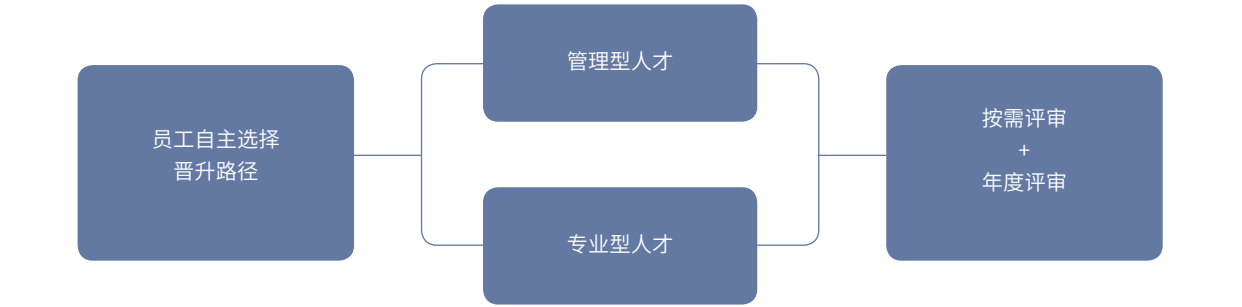 员工自主选择
晋升路径
管理型人才
专业型人才
按需评审
+
年度评审